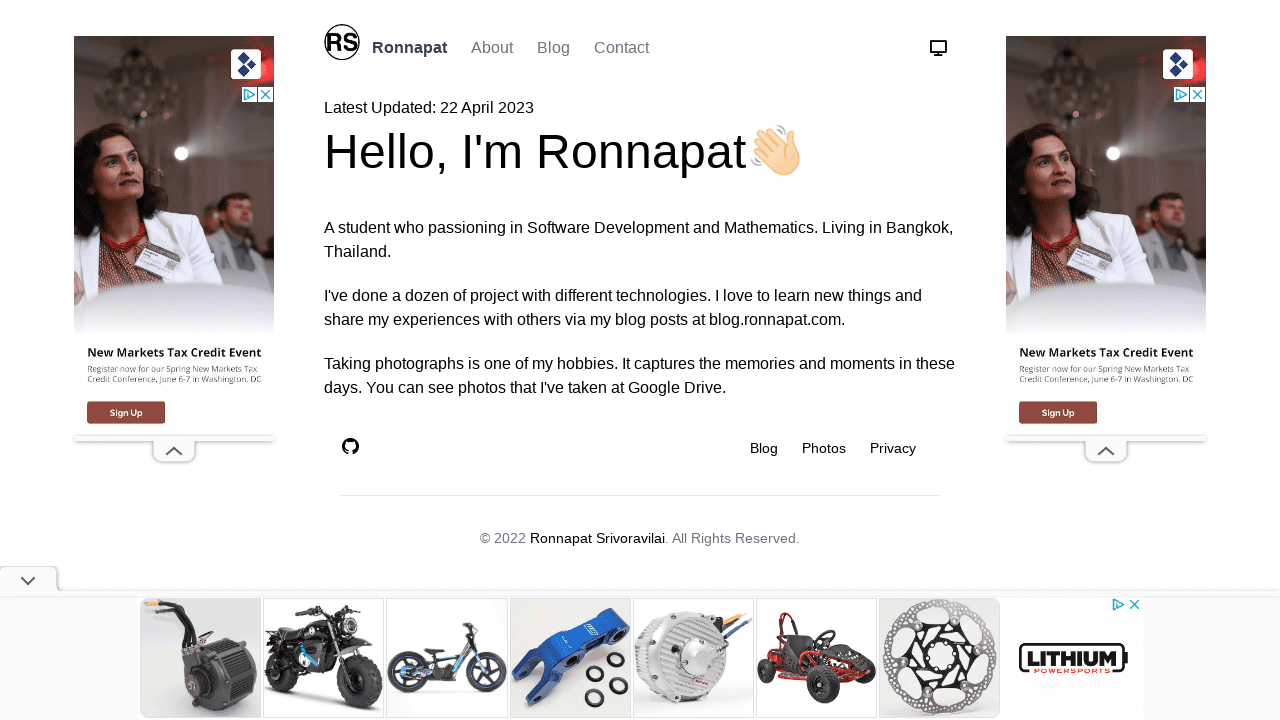 RS Ronnapat About Blog Contact
Latest Updated: 22 April 2023
Hello, I'm Ronnapat👋🏼
A student who passioning in Software Development and Mathematics. Living in Bangkok,
Thailand.
I've done a dozen of project with different technologies. I love to learn new things and
share my experiences with others via my blog posts at blog.ronnapat.com.
Taking photographs is one of my hobbies. It captures the memories and moments in these
days. You can see photos that I've taken at Google Drive.
Blog Photos Privacy
© 2022 Ronnapat Srivoravilai. All Rights Reserved.
New Markets Tax Credit Event
Register now for our Spring New Markets Tax
Credit Conference, June 6-7 in Washington, DC
Sign Up
New Markets Tax Credit Event
Register now for our Spring New Markets Tax
Credit Conference, June 6-7 in Washington, DC
Sign Up
LITHIUM
POWERSPORTS